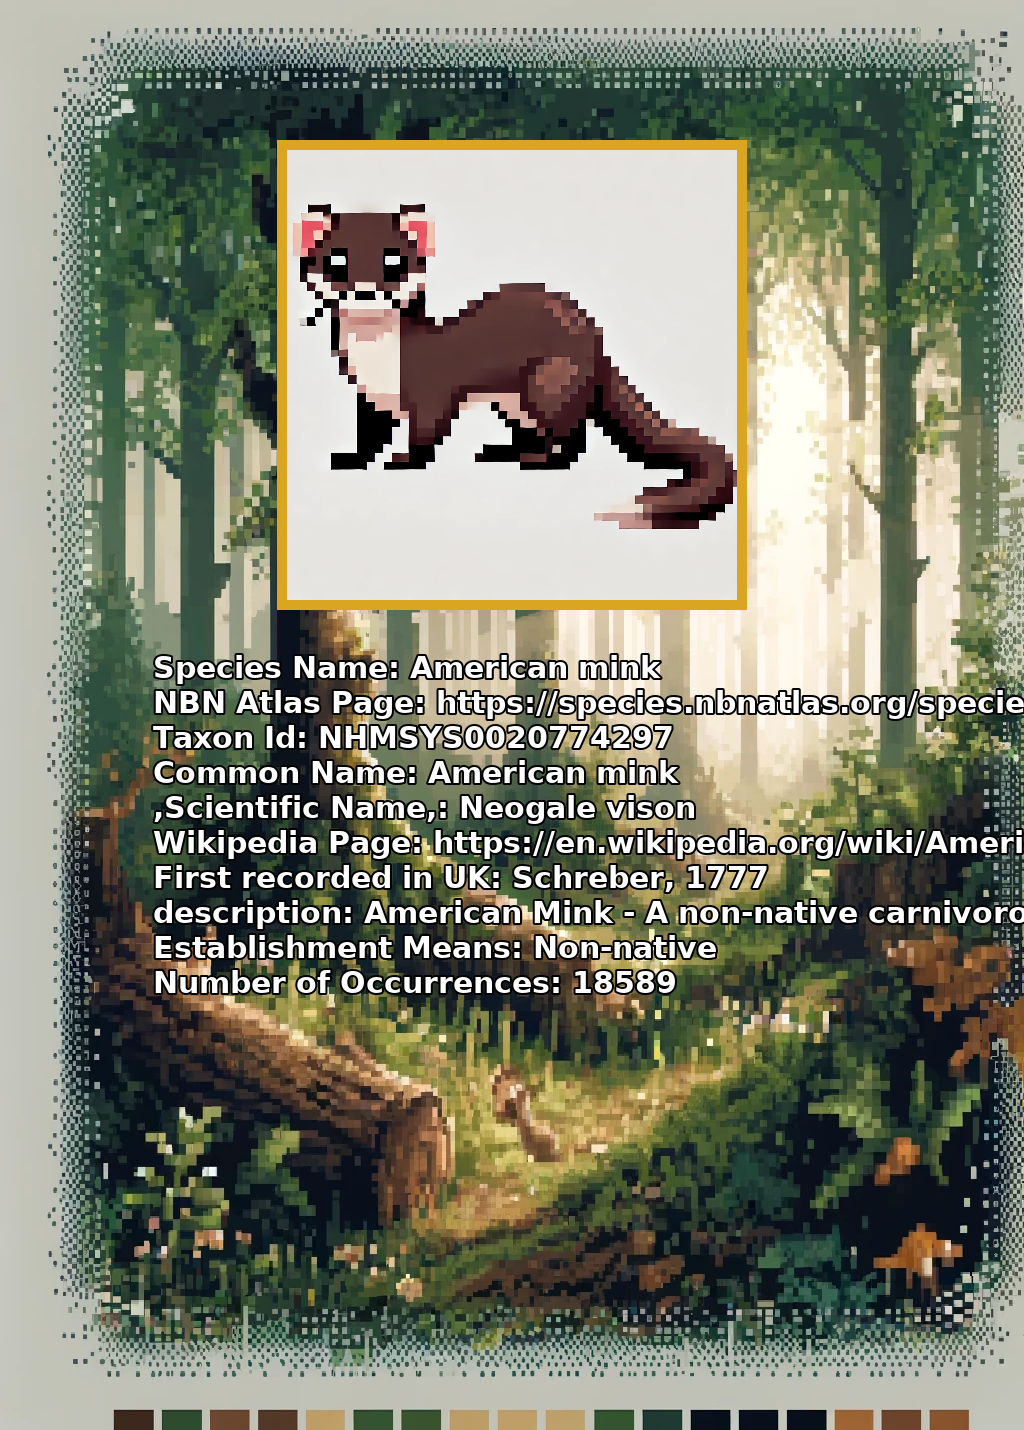 Species Name: American mink
NBN Atlas Page: https://species.nbnatlas.org/specie
Taxon Id: NHMSYS0020774297
Common Name: American mink
,Scientific Name,: Neogale vison
Wikipedia Page: https://en.wikipedia.org/wiki/Ameri
First recorded in UK: Schreber, 1777
description: American Mink - A non-native carnivoro
Establishment Means: Non-native
Number of Occurrences: 18589